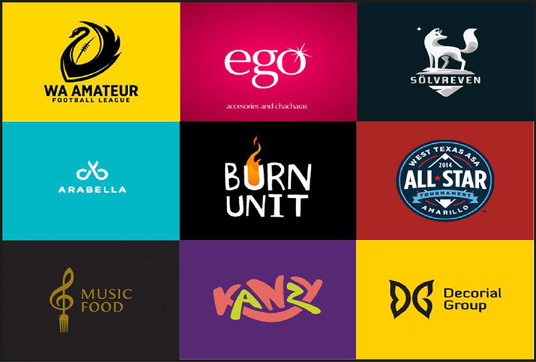 WA AMATEUR
FOOTBALL LEAGUE
ego
accesories and chacharas
SÖLVREVEN
ARABELLA
BURN
UNIT
WEST TEXAS ASA
2014
ALL STAR
TOURNAMENT
AMARILLO
MUSIC
FOOD
KANZY
DG
Decorial
Group